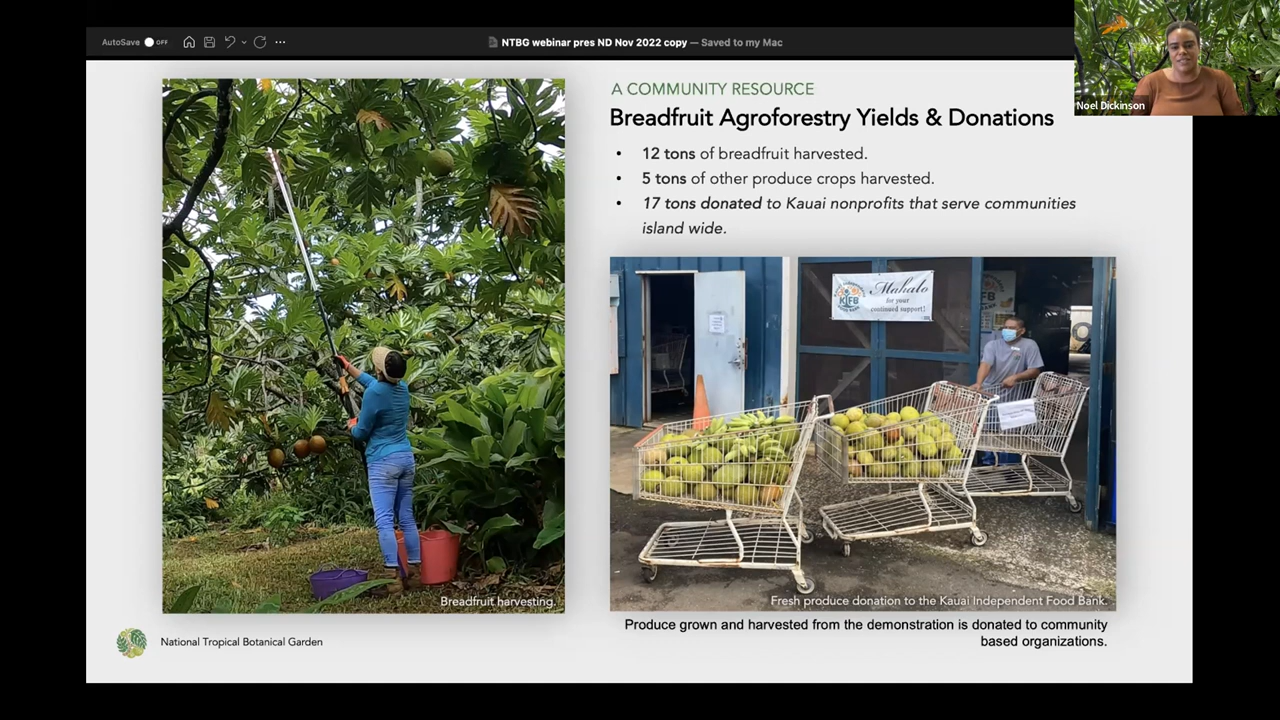 AutoSave OFF
NTBG webinar pres ND Nov 2022 copy — Saved to my Mac
Noel Dickinson
A COMMUNITY RESOURCE
Breadfruit Agroforestry Yields & Donations
• 12 tons of breadfruit harvested.
• 5 tons of other produce crops harvested.
• 17 tons donated to Kauai nonprofits that serve communities
island wide.
KIFB
Mahalo
for your
continued support!
Breadfruit harvesting.
Fresh produce donation to the Kauai Independent Food Bank.
Produce grown and harvested from the demonstration is donated to community
based organizations.
National Tropical Botanical Garden